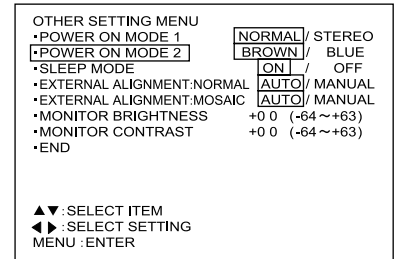 OTHER SETTING MENU
▪POWER ON MODE 1 NORMAL / STEREO
▪POWER ON MODE 2 BROWN / BLUE
▪SLEEP MODE ON / OFF
▪EXTERNAL ALIGNMENT:NORMAL AUTO / MANUAL
▪EXTERNAL ALIGNMENT:MOSAIC AUTO / MANUAL
▪MONITOR BRIGHTNESS +0 0 (-64～+63)
▪MONITOR CONTRAST +0 0 (-64～+63)
▪END
▲▼:SELECT ITEM
◀ ▶ :SELECT SETTING
MENU :ENTER